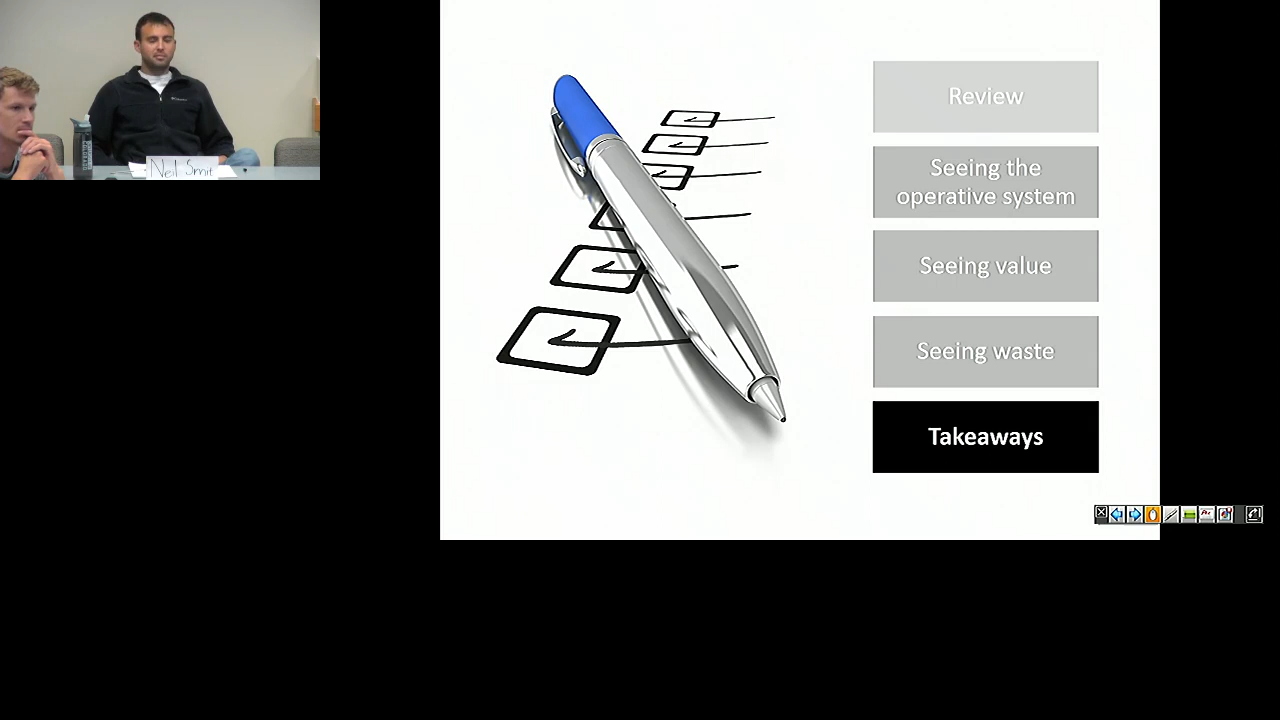 Neil Smit
Review
Seeing the
operative system
Seeing value
Seeing waste
Takeaways